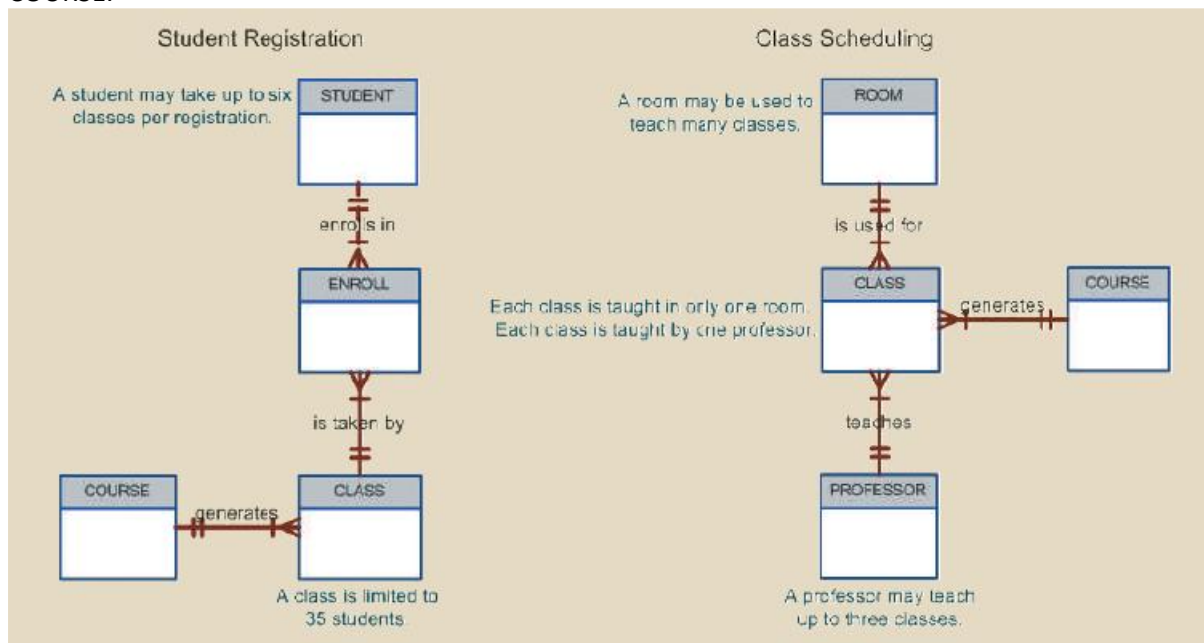 Student Registration
A student may take up to six
classes per registration.
STUDENT
enrolls in
ENROLL
is taken by
COURSE
generates
CLASS
A class is limited to
35 students
Class Scheduling
A room may be used to
teach many classes.
ROOM
is used for
Each class is taught in only one room.
Each class is taught by one professor.
CLASS
generates
COURSE
teaches
PROFESSOR
A professor may teach
up to three classes.